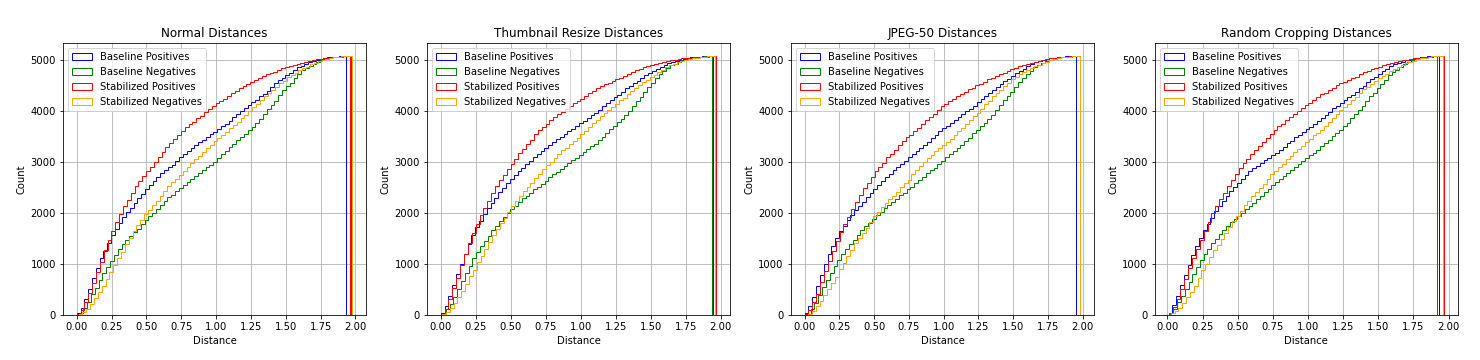 Normal Distances
Baseline Positives
Baseline Negatives
Stabilized Positives
Stabilized Negatives
Count
5000
4000
3000
2000
1000
0
0.00 0.25 0.50 0.75 1.00 1.25 1.50 1.75 2.00
Distance
Thumbnail Resize Distances
Baseline Positives
Baseline Negatives
Stabilized Positives
Stabilized Negatives
Count
5000
4000
3000
2000
1000
0
0.00 0.25 0.50 0.75 1.00 1.25 1.50 1.75 2.00
Distance
JPEG-50 Distances
Baseline Positives
Baseline Negatives
Stabilized Positives
Stabilized Negatives
Count
5000
4000
3000
2000
1000
0
0.00 0.25 0.50 0.75 1.00 1.25 1.50 1.75 2.00
Distance
Random Cropping Distances
Baseline Positives
Baseline Negatives
Stabilized Positives
Stabilized Negatives
Count
5000
4000
3000
2000
1000
0
0.00 0.25 0.50 0.75 1.00 1.25 1.50 1.75 2.00
Distance